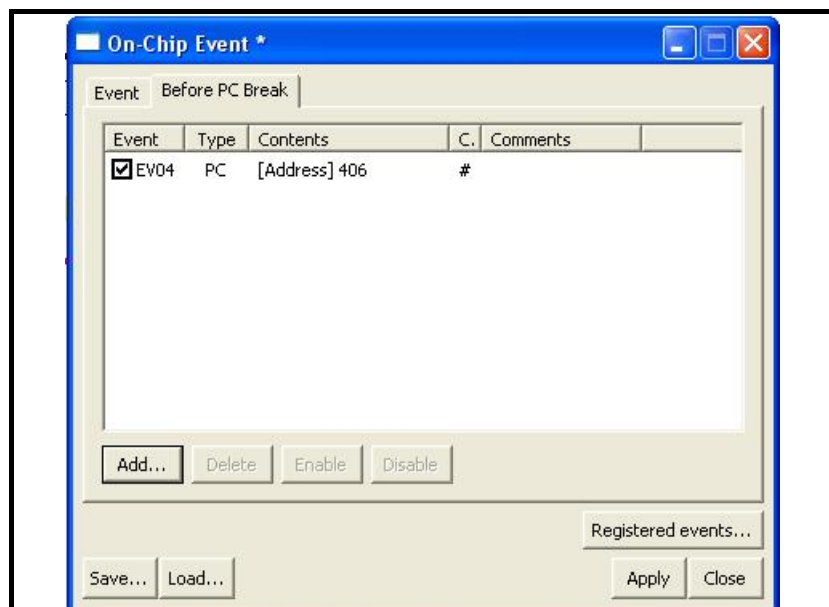 On-Chip Event *
Event Before PC Break
Event Type Contents C. Comments
EV04 PC [Address] 406 #
Add... Delete Enable Disable
Registered events...
Save... Load... Apply Close